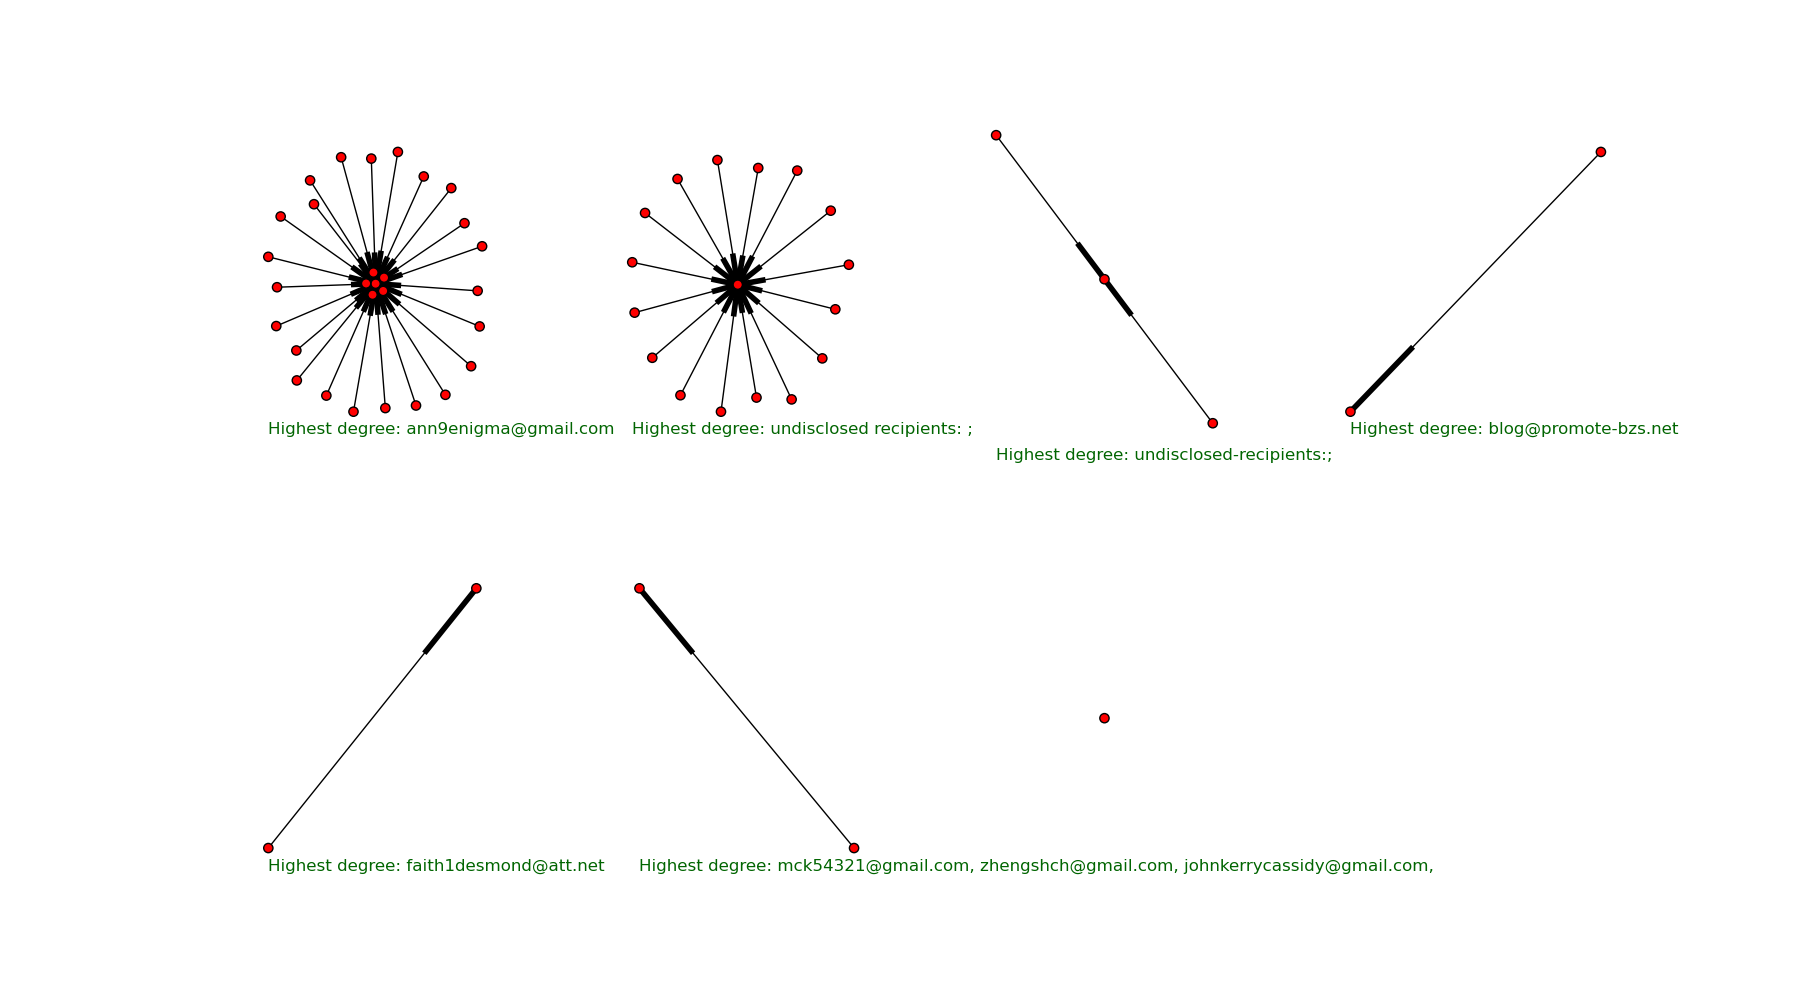 Highest degree: ann9enigma@gmail.com
Highest degree: undisclosed recipients: ;
Highest degree: blog@promote-bzs.net
Highest degree: undisclosed-recipients:;
Highest degree: faith1desmond@att.net
Highest degree: mck54321@gmail.com, zhengshch@gmail.com, johnkerrycassidy@gmail.com,